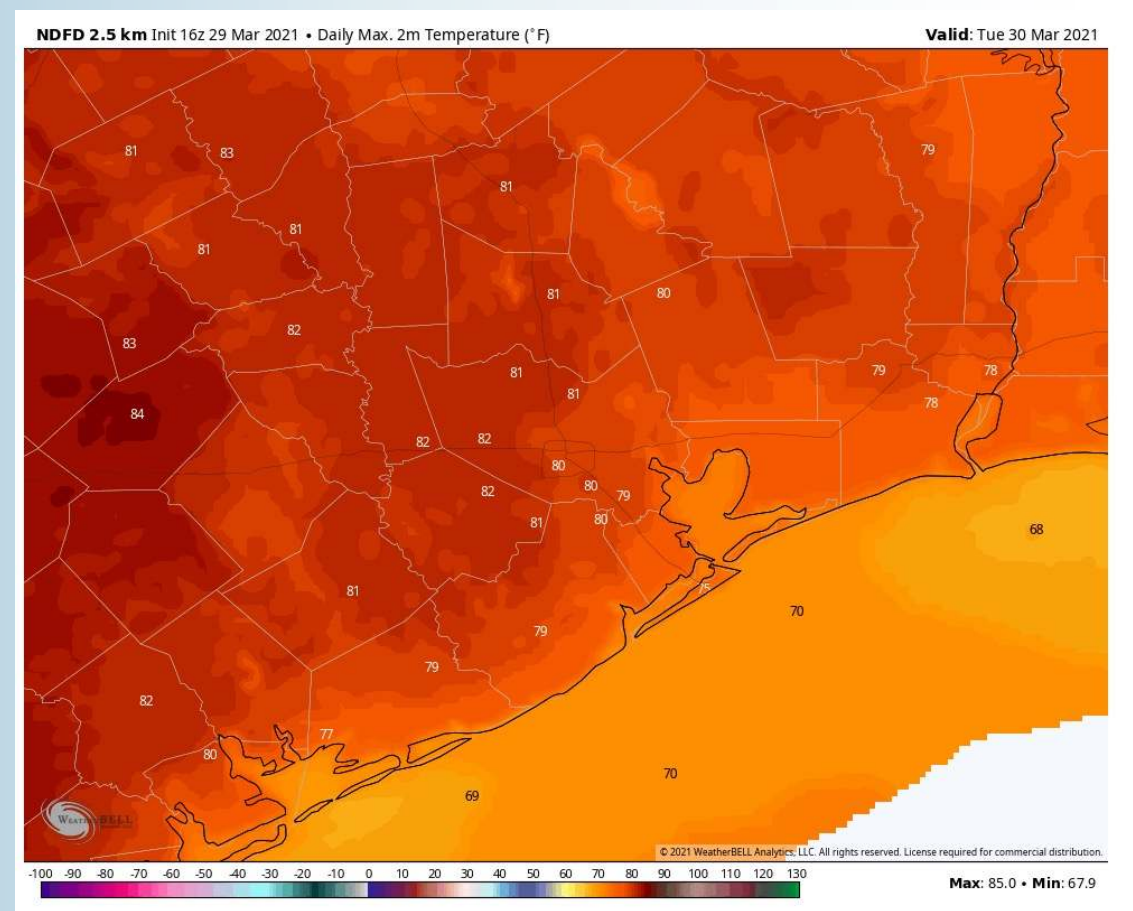 NDFD 2.5 km Init 16z 29 Mar 2021 • Daily Max. 2m Temperature (°F) Valid: Tue 30 Mar 2021
81 83 79
81
81 81
81 80
83 82
81 79 78
84 81 78
82 82
80
82 80 79
81 80
68
81 75
70
79
79
82
77
80
70
69
WEATHERBELL
© 2021 WeatherBELL Analytics, LLC. All rights reserved. License required for commercial distribution.
-100 -90 -80 -70 -60 -50 -40 -30 -20 -10 0 10 20 30 40 50 60 70 80 90 100 110 120 130
Max: 85.0 • Min: 67.9